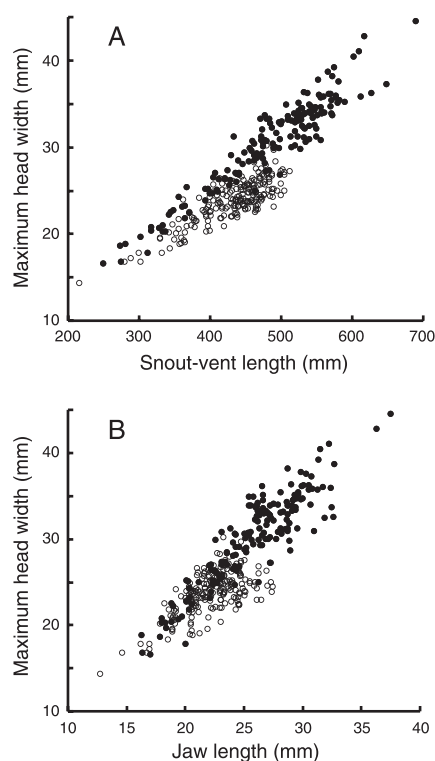 A
Maximum head width (mm)
40
30
20
10
200 300 400 500 600 700
Snout-vent length (mm)
B
Maximum head width (mm)
40
30
20
10
10 15 20 25 30 35 40
Jaw length (mm)